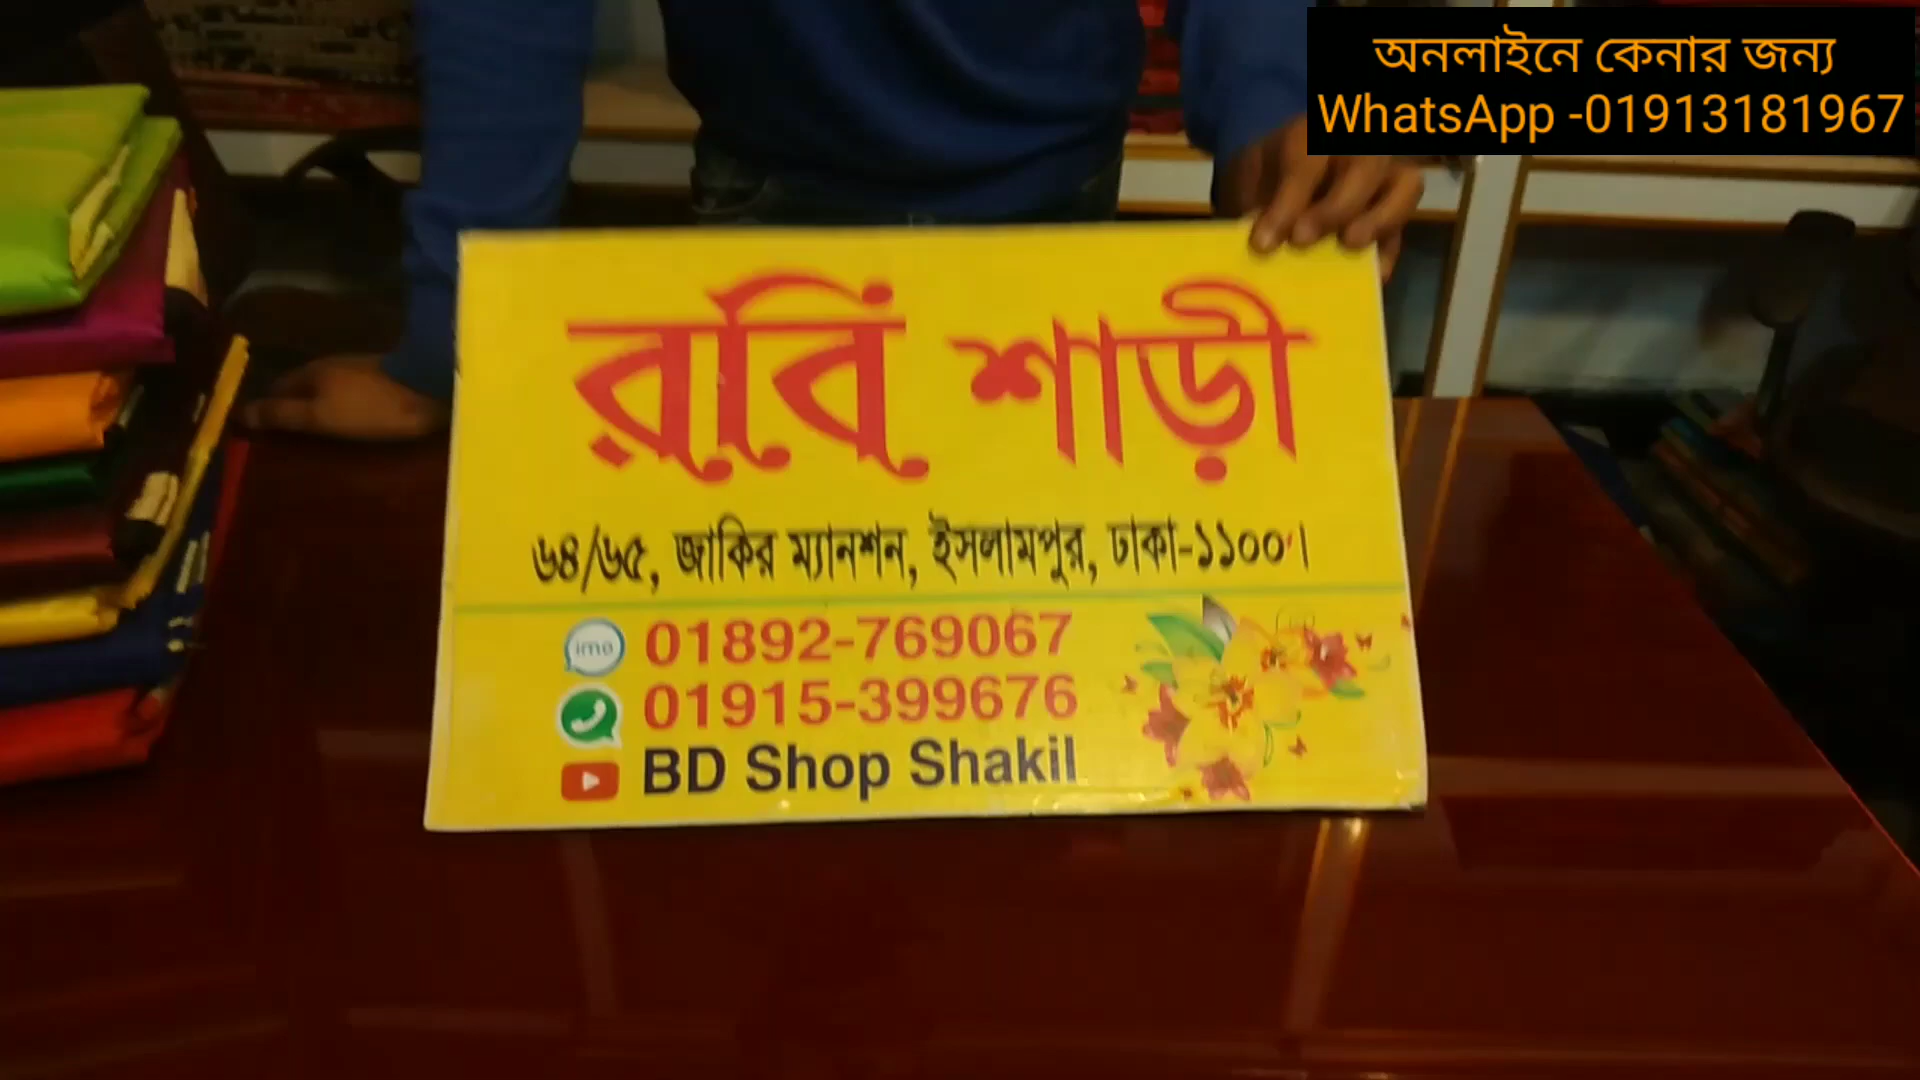 অনলাইনে কেনার জন্য
WhatsApp -01913181967
রবি শাড়ী
৬৪/৬৫, জাকির ম্যানশন, ইসলামপুর, ঢাকা-১১০০।
imo 01892-769067
01915-399676
BD Shop Shakil